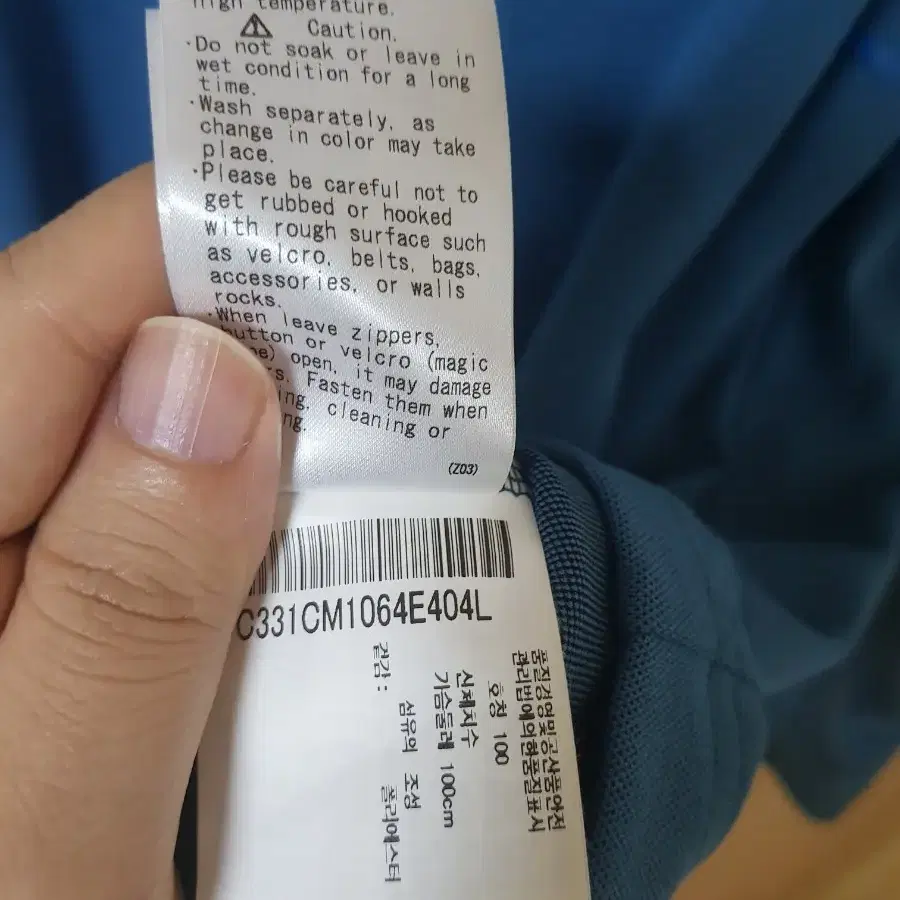 high temperature.
Caution.
·Do not soak or leave in
wet condition for a long
time.
·Wash separately, as
change in color may take
place.
·Please be careful not to
get rubbed or hooked
with rough surface such
as velcro, belts, bags,
accessories, or walls
rocks.
·When leave zippers,
button or velcro (magic
open, it may damage
Fasten them when
cleaning or
(Z03)
C331CM1064E404L
품질경영및공산품안전
관리법에의한품질표시
호칭 100
신체치수
가슴둘레 100cm
섬유의 조성
겉감: 폴리에스터